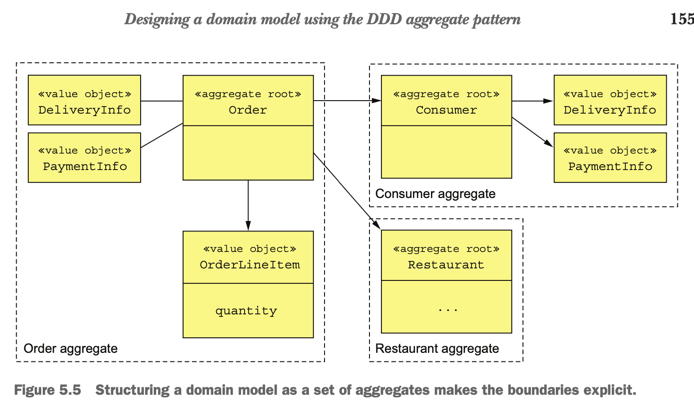 Designing a domain model using the DDD aggregate pattern 155
«value object»
DeliveryInfo
«value object»
PaymentInfo
«aggregate root»
Order
«value object»
OrderLineItem
quantity
Order aggregate
«aggregate root»
Consumer
«value object»
DeliveryInfo
«value object»
PaymentInfo
Consumer aggregate
«aggregate root»
Restaurant
...
Restaurant aggregate
Figure 5.5 Structuring a domain model as a set of aggregates makes the boundaries explicit.